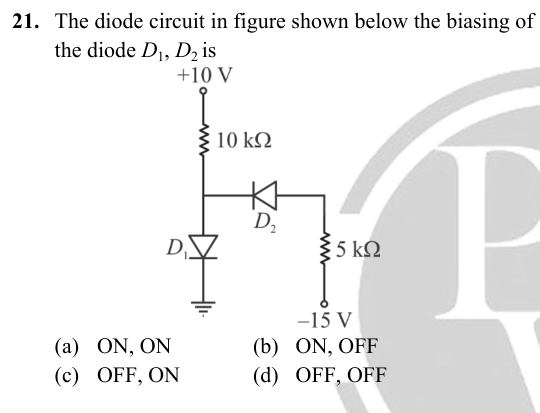 21. The diode circuit in figure shown below the biasing of
the diode D₁, D₂ is
+10 V
10 kΩ
D₂
D₁
5 kΩ
–15 V
(a) ON, ON (b) ON, OFF
(c) OFF, ON (d) OFF, OFF